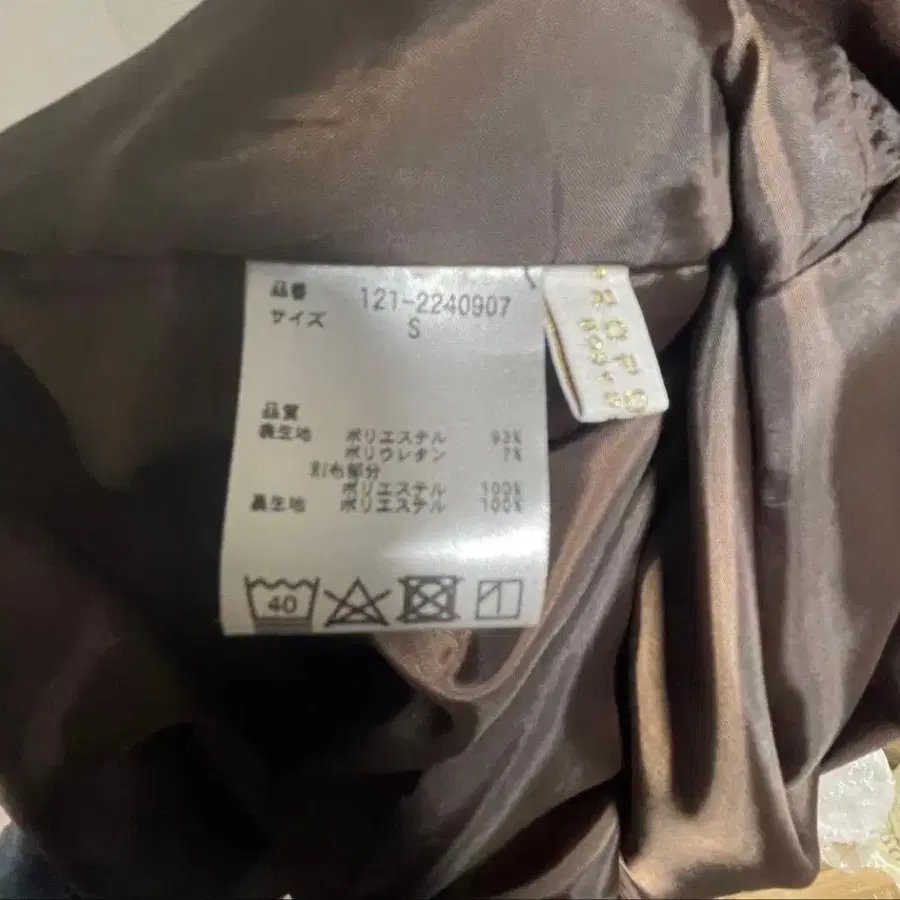 品番 121-2240907
サイズ S
品質
表生地 ポリエステル 93%
ポリウレタン 7%
別布部分
ポリエステル 100%
裏生地 ポリエステル 100%
40